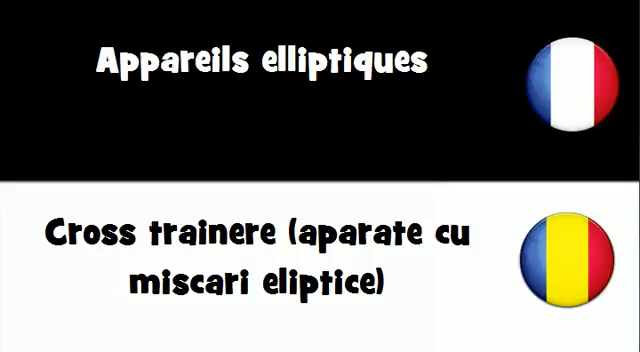 Appareils elliptiques
Cross trainere (aparate cu
miscari eliptice)